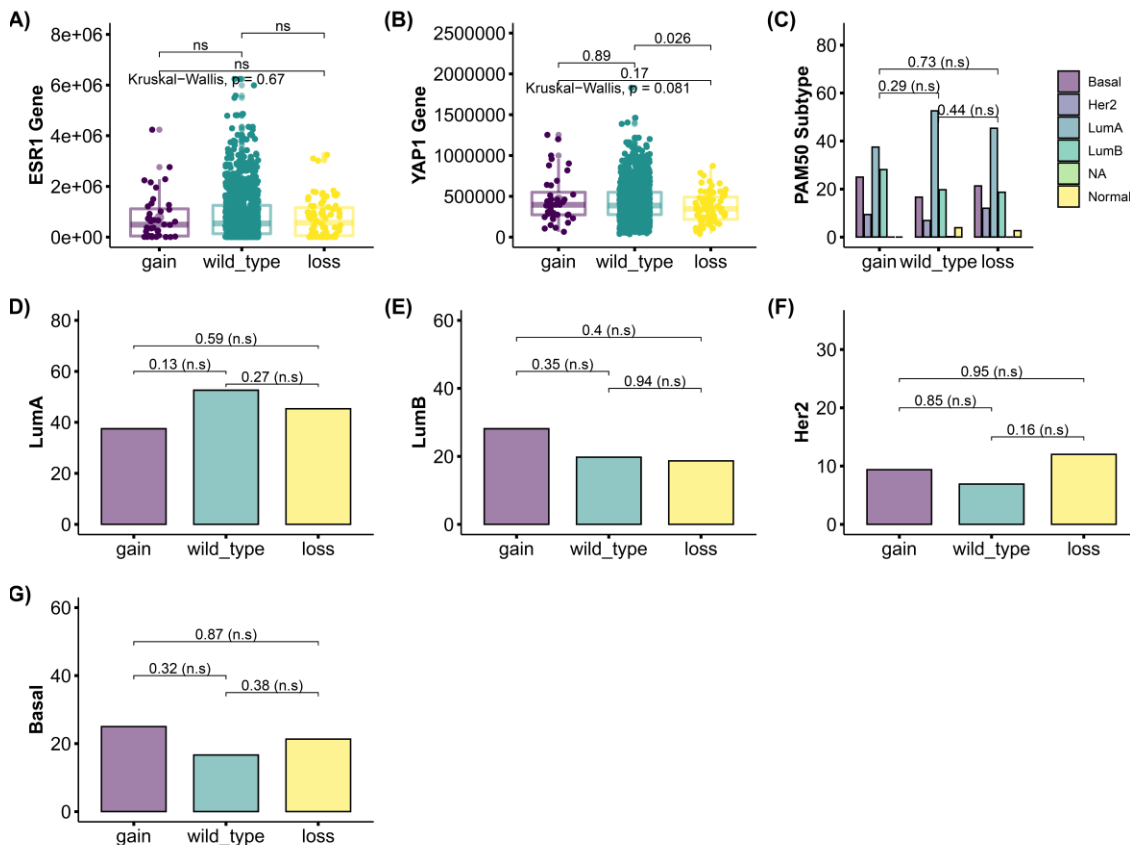 A)
ESR1 Gene
8e+06
6e+06
4e+06
2e+06
0e+00
ns
ns
ns
Kruskal−Wallis, p = 0.67
gain wild_type loss
(B)
YAP1 Gene
2500000
2000000
1500000
1000000
500000
0
0.026
0.89
0.17
Kruskal−Wallis, p = 0.081
gain wild_type loss
(C)
PAM50 Subtype
80
60
40
20
0
0.73 (n.s)
0.29 (n.s)
0.44 (n.s)
gain wild_type loss
Basal
Her2
LumA
LumB
NA
Normal
D)
LumA
80
60
40
20
0
0.59 (n.s)
0.13 (n.s)
0.27 (n.s)
gain wild_type loss
(E)
LumB
60
40
20
0
0.4 (n.s)
0.35 (n.s)
0.94 (n.s)
gain wild_type loss
(F)
Her2
30
20
10
0
0.95 (n.s)
0.85 (n.s)
0.16 (n.s)
gain wild_type loss
G)
Basal
60
40
20
0
0.87 (n.s)
0.32 (n.s)
0.38 (n.s)
gain wild_type loss